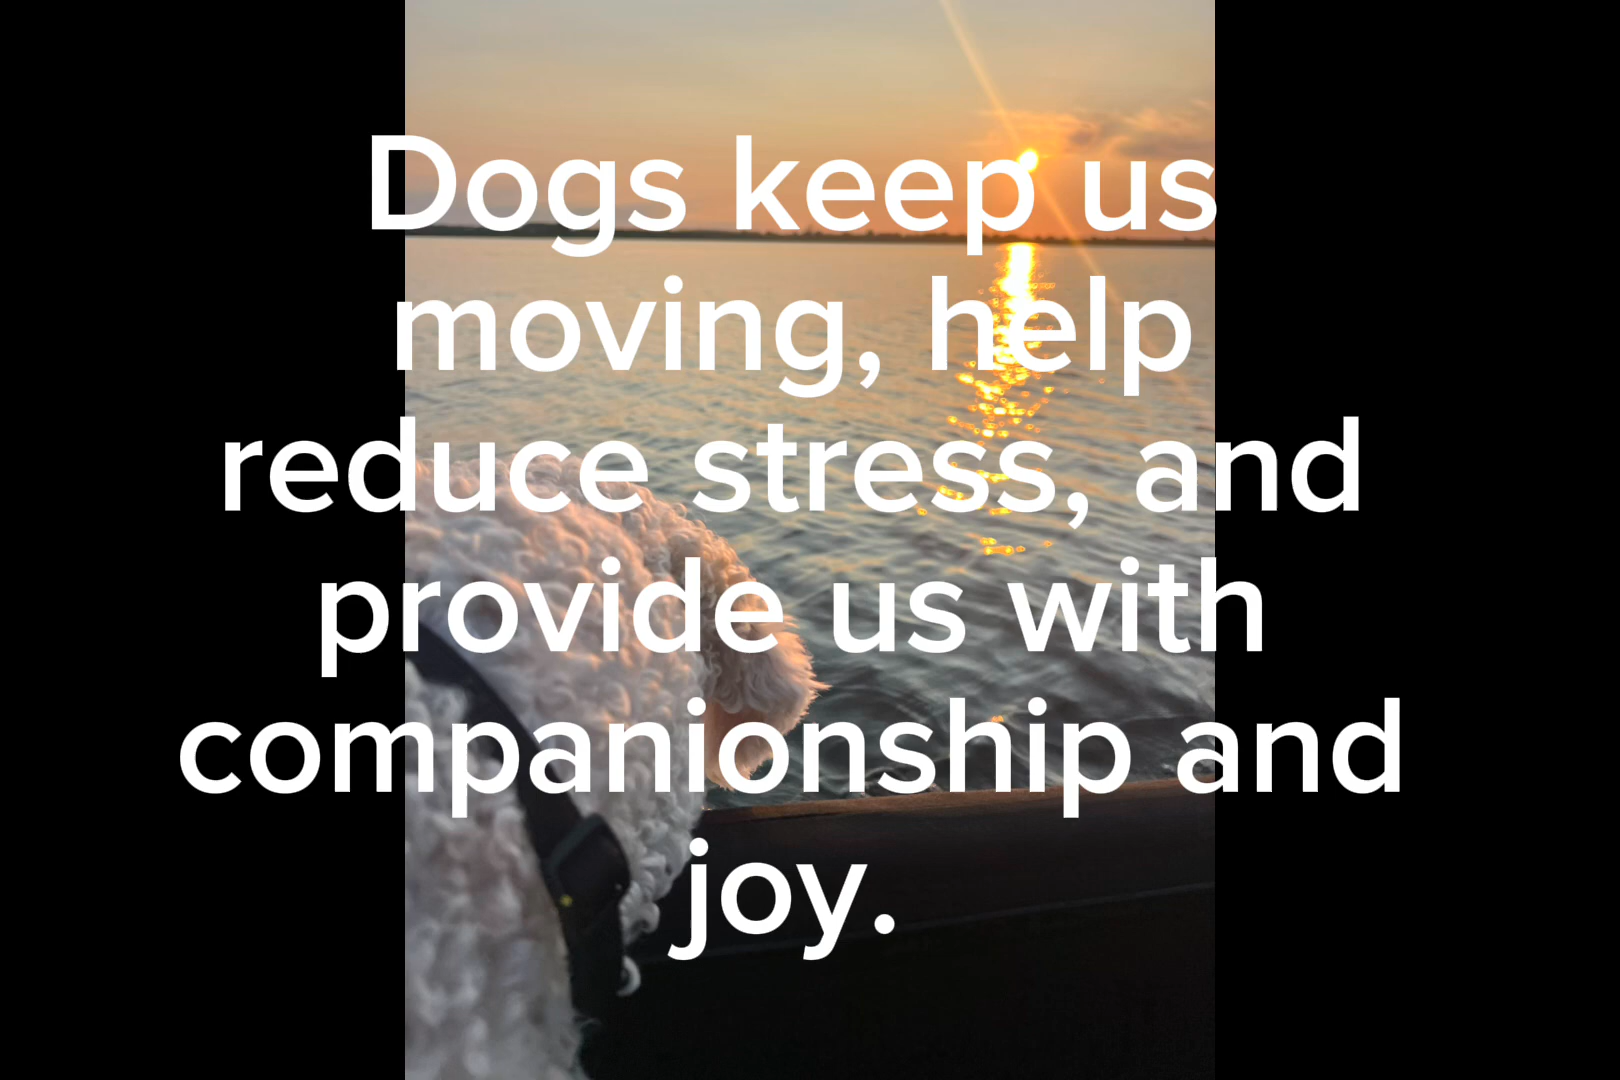 Dogs keep us
moving, help
reduce stress, and
provide us with
companionship and
joy.